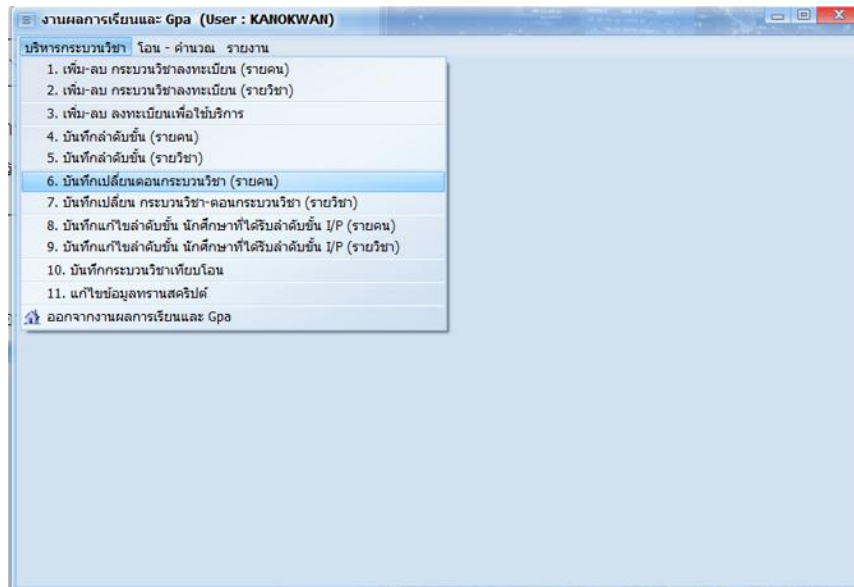 งานผลการเรียนและ Gpa (User : KANOKWAN)
บริหารกระบวนวิชา โอน - คำนวณ รายงาน
1. เพิ่ม-ลบ กระบวนวิชาลงทะเบียน (รายคน)
2. เพิ่ม-ลบ กระบวนวิชาลงทะเบียน (รายวิชา)
3. เพิ่ม-ลบ ลงทะเบียนเพื่อใช้บริการ
4. บันทึกลำดับขั้น (รายคน)
5. บันทึกลำดับขั้น (รายวิชา)
6. บันทึกเปลี่ยนตอนกระบวนวิชา (รายคน)
7. บันทึกเปลี่ยน กระบวนวิชา-ตอนกระบวนวิชา (รายวิชา)
8. บันทึกแก้ไขลำดับขั้น นักศึกษาที่ได้รับลำดับขั้น I/P (รายคน)
9. บันทึกแก้ไขลำดับขั้น นักศึกษาที่ได้รับลำดับขั้น I/P (รายวิชา)
10. บันทึกกระบวนวิชาเทียบโอน
11. แก้ไขข้อมูลทรานสคริปต์
ออกจากงานผลการเรียนและ Gpa